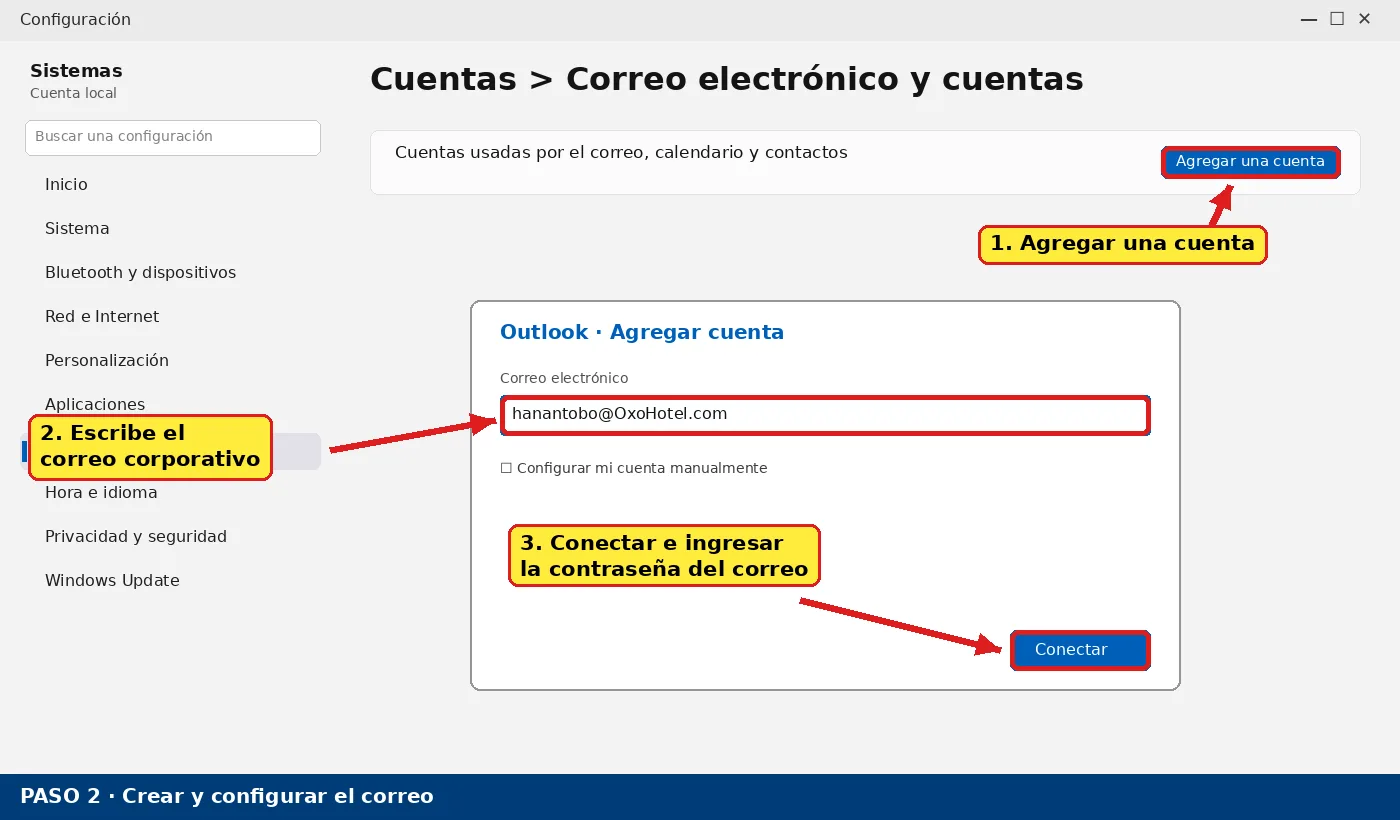 Configuración
Sistemas
Cuenta local
Buscar una configuración
Inicio
Sistema
Bluetooth y dispositivos
Red e Internet
Personalización
Aplicaciones
2. Escribe el
correo corporativo
Hora e idioma
Privacidad y seguridad
Windows Update
Cuentas > Correo electrónico y cuentas
Cuentas usadas por el correo, calendario y contactos
Agregar una cuenta
1. Agregar una cuenta
Outlook · Agregar cuenta
Correo electrónico
hanantobo@OxoHotel.com
☐ Configurar mi cuenta manualmente
3. Conectar e ingresar
la contraseña del correo
Conectar
PASO 2 · Crear y configurar el correo